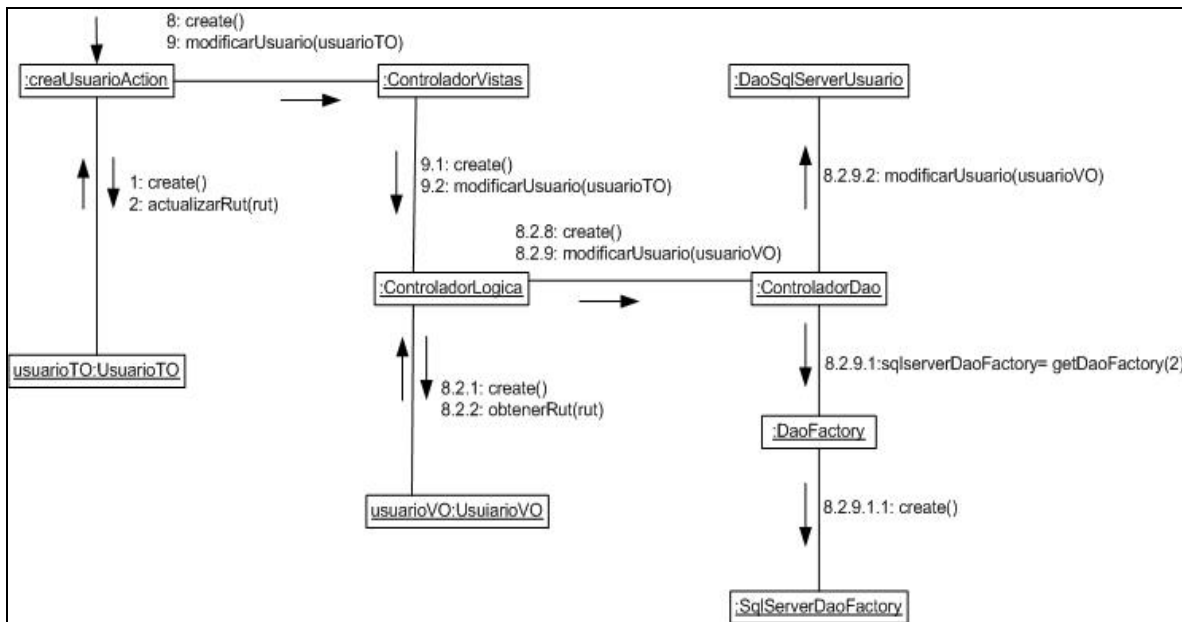 8: create()
9: modificarUsuario(usuarioTO)
:creaUsuarioAction
:ControladorVistas
:DaoSqlServerUsuario
1: create()
2: actualizarRut(rut)
9.1: create()
9.2: modificarUsuario(usuarioTO)
8.2.9.2: modificarUsuario(usuarioVO)
8.2.8: create()
8.2.9: modificarUsuario(usuarioVO)
:ControladorLogica
:ControladorDao
usuarioTO:UsuarioTO
8.2.1: create()
8.2.2: obtenerRut(rut)
8.2.9.1:sqlserverDaoFactory= getDaoFactory(2)
:DaoFactory
usuarioVO:UsuiarioVO
8.2.9.1.1: create()
:SqlServerDaoFactory